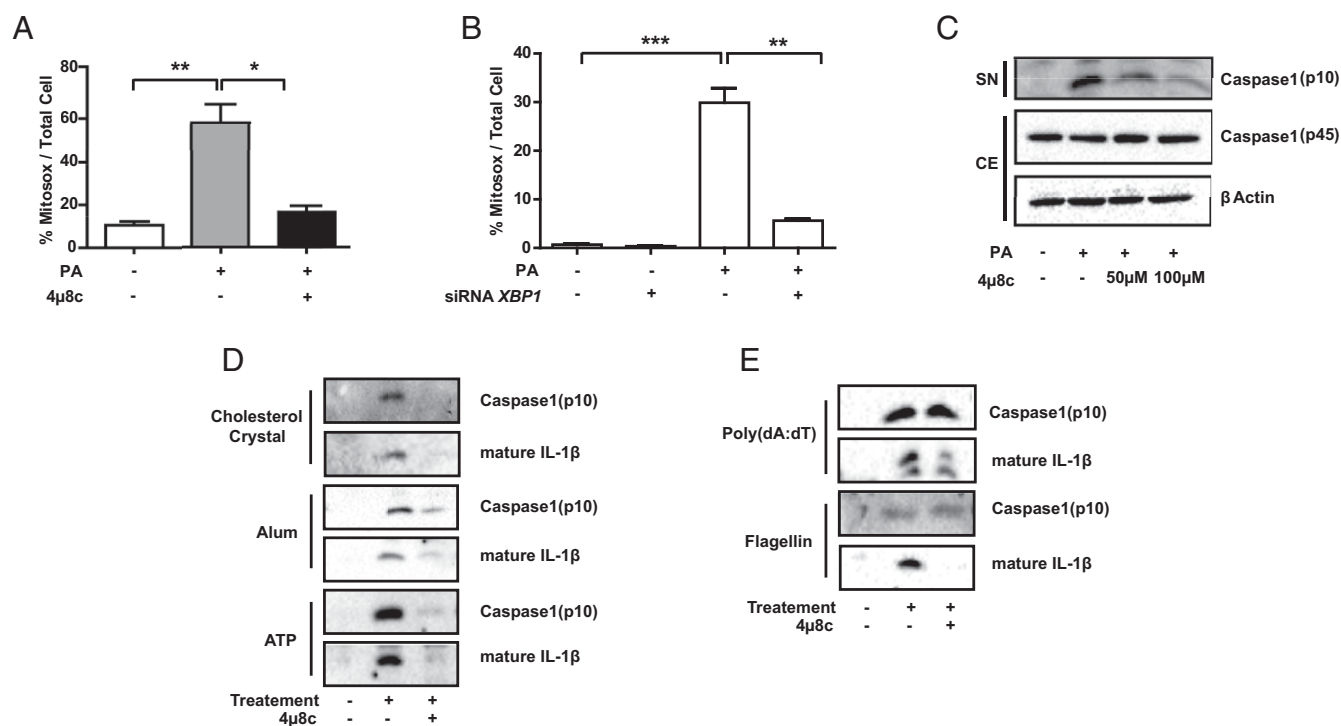 A
% Mitosox / Total Cell
80
60
40
20
0
** *
PA - + +
4µ8c - - +
B
% Mitosox / Total Cell
40
30
20
10
0
*** **
PA - - + +
siRNA XBP1 - + - +
C
SN
Caspase1(p10)
CE
Caspase1(p45)
β Actin
PA - + + +
4µ8c - - 50µM 100µM
D
Cholesterol
Crystal
Caspase1(p10)
mature IL-1β
Alum
Caspase1(p10)
mature IL-1β
ATP
Caspase1(p10)
mature IL-1β
Treatement - + +
4µ8c - - +
E
Poly(dA:dT)
Caspase1(p10)
mature IL-1β
Flagellin
Caspase1(p10)
mature IL-1β
Treatement - + +
4µ8c - - +